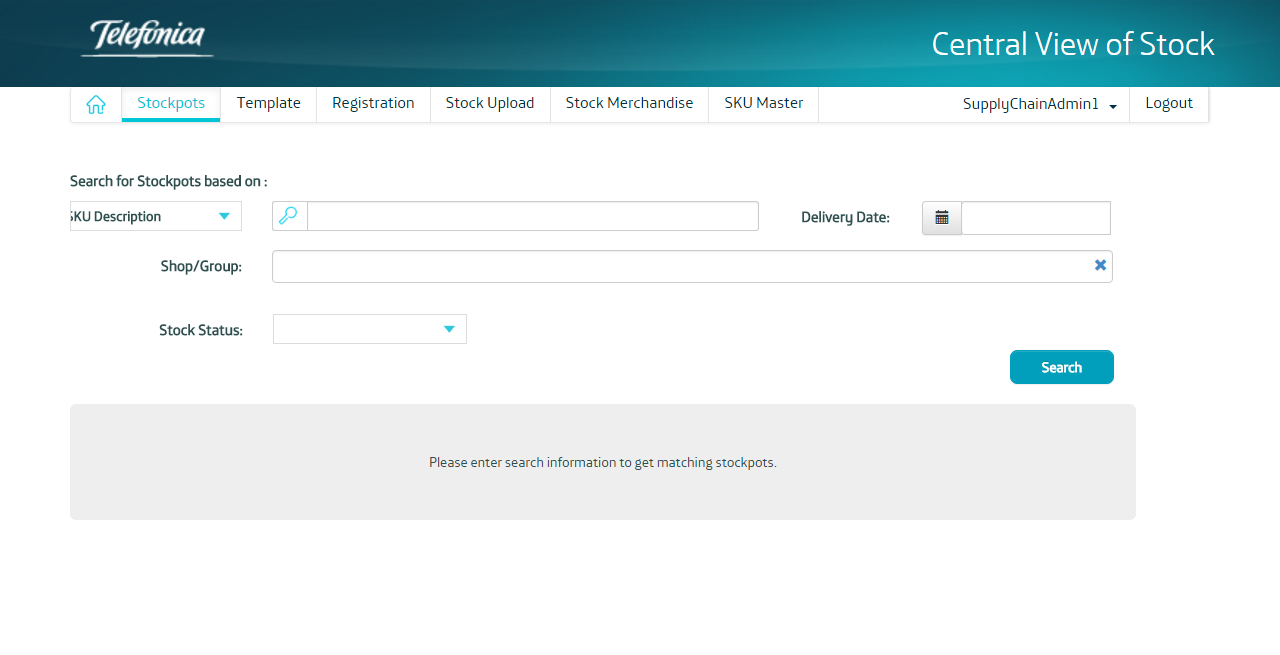 Telefónica
Central View of Stock
Stockpots Template Registration Stock Upload Stock Merchandise SKU Master SupplyChainAdmin1 Logout
Search for Stockpots based on :
SKU Description Delivery Date:
Shop/Group:
Stock Status:
Search
Please enter search information to get matching stockpots.